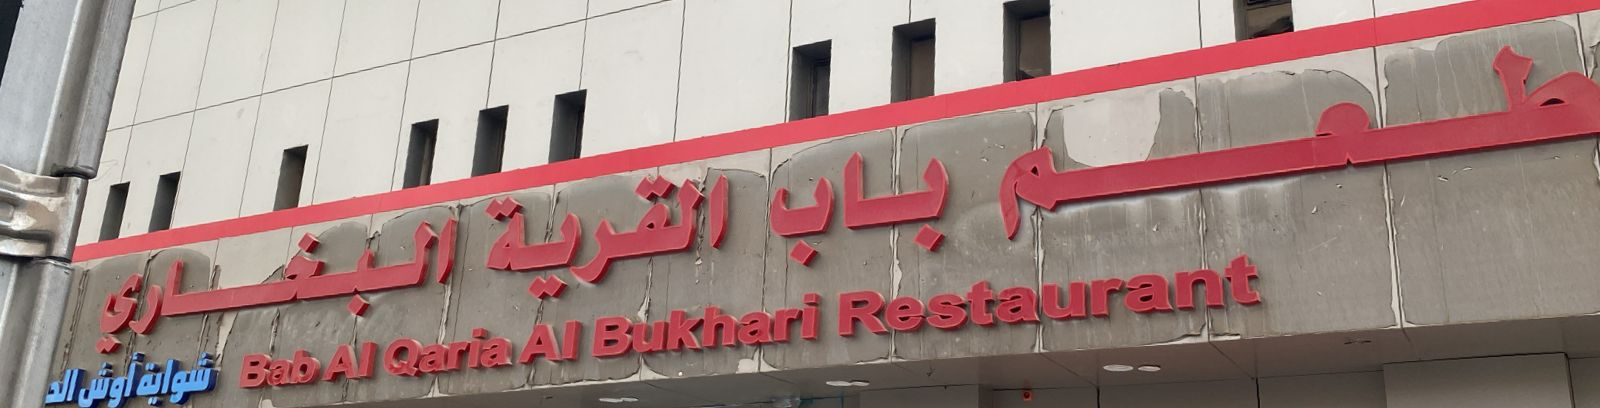 طعم باب القرية البخاري
Bab Al Qaria Al Bukhari Restaurant
شواية أوش